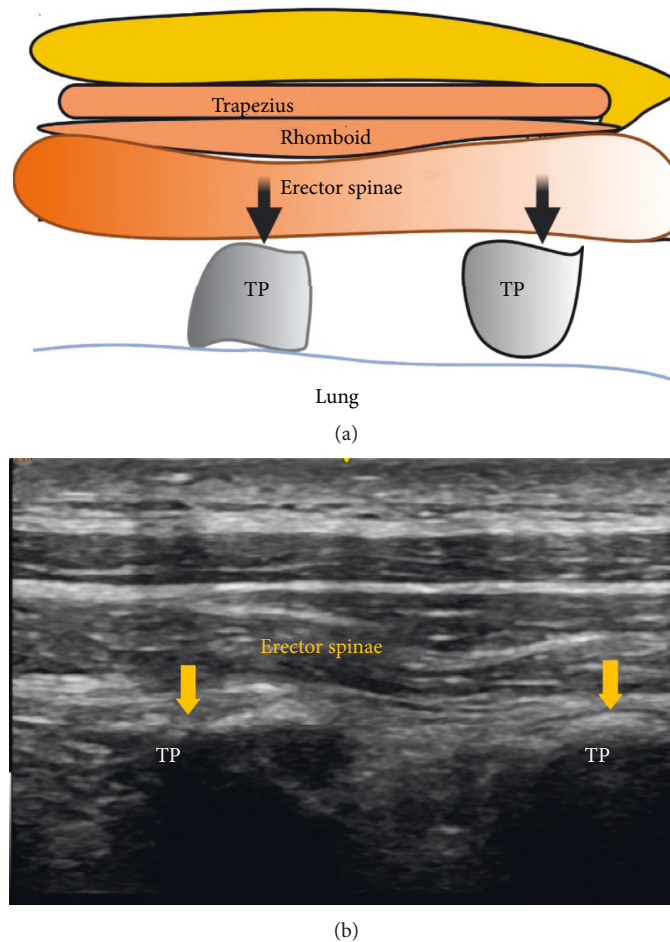 Trapezius
Rhomboid
Erector spinae
TP
TP
Lung
(a)
Erector spinae
TP
TP
(b)